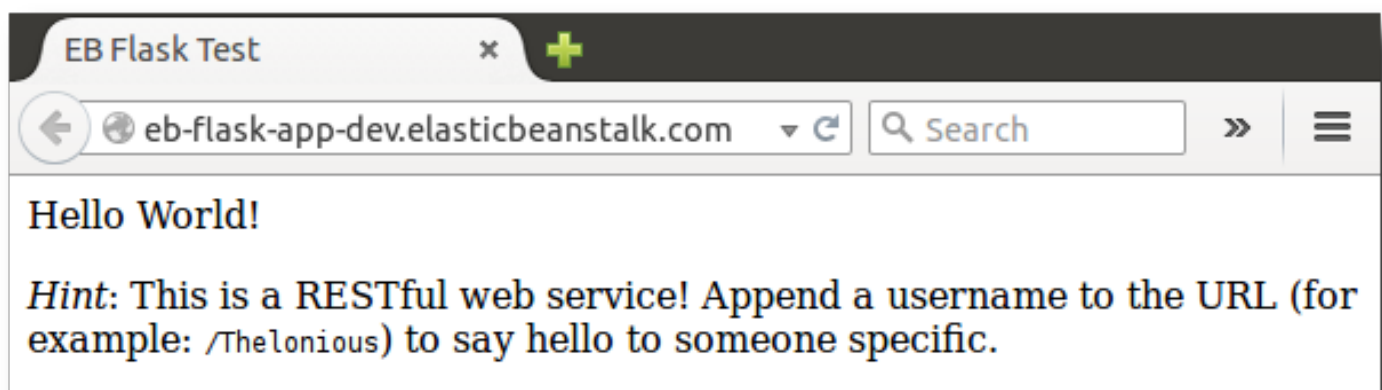 EB Flask Test
eb-flask-app-dev.elasticbeanstalk.com
Search
Hello World!
Hint: This is a RESTful web service! Append a username to the URL (for
example: /Thelonious) to say hello to someone specific.